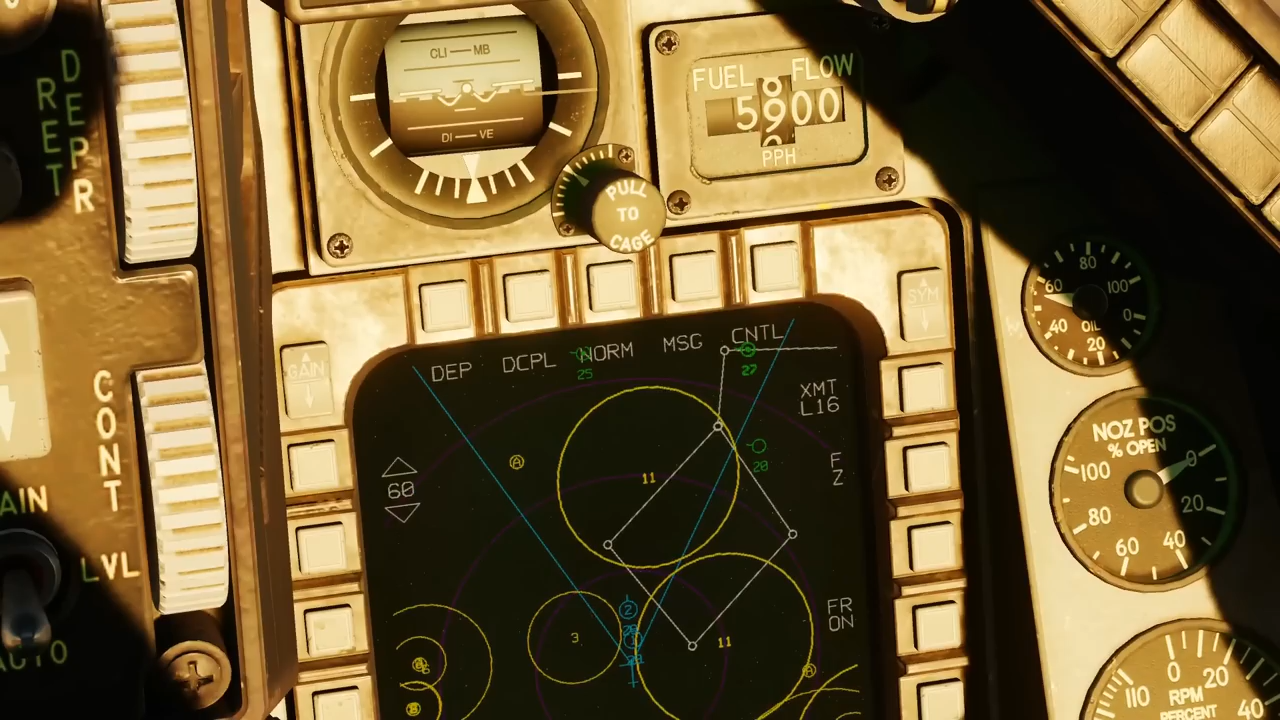 DEPR
RET
CLI — MB
DI — VE
FUEL FLOW
5900
PPH
PULL
TO
CAGE
80
60
100
40
0
OIL
20
GAIN
SYM
DEP
DCPL
NORM
MSG
CNTL
25
27
XMT
L16
A
11
20
F
Z
60
CONT
NOZ POS
% OPEN
100
0
80
20
60
40
AIN
LVL
AUTO
2
3
11
A
FR
ON
0
20
110
RPM
40
PERCENT